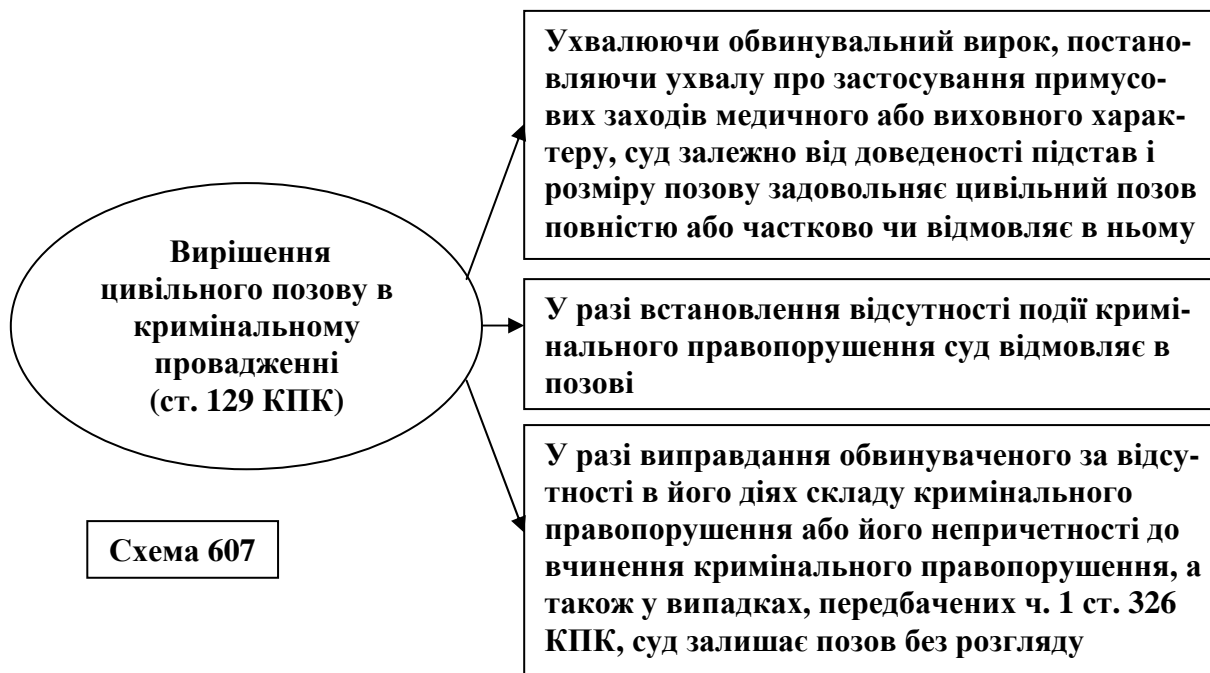 Вирішення
цивільного позову в
кримінальному
провадженні
(ст. 129 КПК)
Ухвалюючи обвинувальний вирок, постано-
вляючи ухвалу про застосування примусо-
вих заходів медичного або виховного харак-
теру, суд залежно від доведеності підстав і
розміру позову задовольняє цивільний позов
повністю або частково чи відмовляє в ньому
У разі встановлення відсутності події кримі-
нального правопорушення суд відмовляє в
позові
У разі виправдання обвинуваченого за відсу-
тності в його діях складу кримінального
правопорушення або його непричетності до
вчинення кримінального правопорушення, а
також у випадках, передбачених ч. 1 ст. 326
КПК, суд залишає позов без розгляду
Схема 607